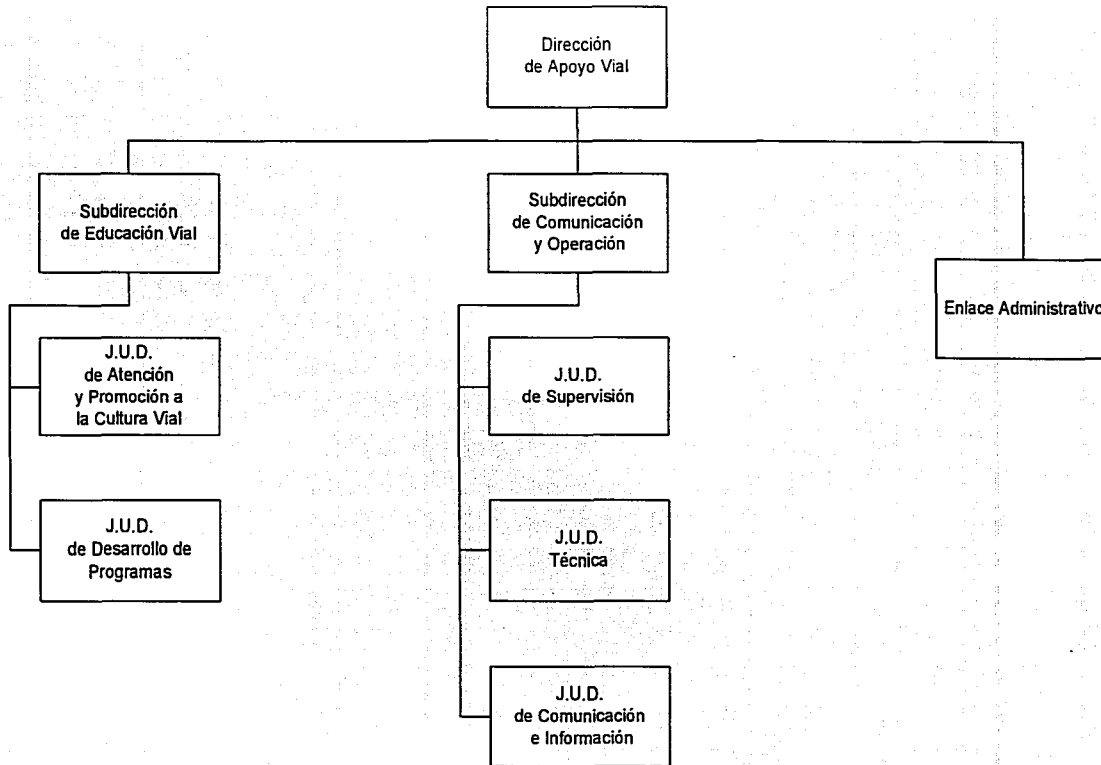 Dirección
de Apoyo Vial
Subdirección
de Educación Vial
Subdirección
de Comunicación
y Operación
Enlace Administrativo
J.U.D.
de Atención
y Promoción a
la Cultura Vial
J.U.D.
de Supervisión
J.U.D.
de Desarrollo de
Programas
J.U.D.
Técnica
J.U.D.
de Comunicación
e Información